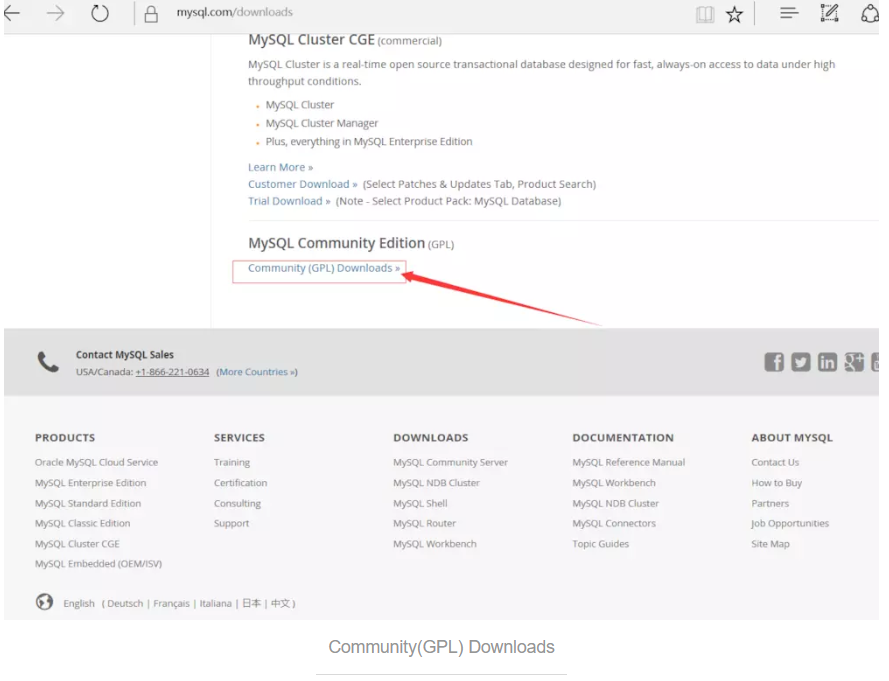 mysql.com/downloads
MySQL Cluster CGE (commercial)
MySQL Cluster is a real-time open source transactional database designed for fast, always-on access to data under high
throughput conditions.
MySQL Cluster
MySQL Cluster Manager
Plus, everything in MySQL Enterprise Edition
Learn More »
Customer Download » (Select Patches & Updates Tab, Product Search)
Trial Download » (Note - Select Product Pack: MySQL Database)
MySQL Community Edition (GPL)
Community (GPL) Downloads »
Contact MySQL Sales
USA/Canada: +1-866-221-0634 (More Countries »)
PRODUCTS
Oracle MySQL Cloud Service
MySQL Enterprise Edition
MySQL Standard Edition
MySQL Classic Edition
MySQL Cluster CGE
MySQL Embedded (OEM/ISV)
SERVICES
Training
Certification
Consulting
Support
DOWNLOADS
MySQL Community Server
MySQL NDB Cluster
MySQL Shell
MySQL Router
MySQL Workbench
DOCUMENTATION
MySQL Reference Manual
MySQL Workbench
MySQL NDB Cluster
MySQL Connectors
Topic Guides
ABOUT MYSQL
Contact Us
How to Buy
Partners
Job Opportunities
Site Map
English ( Deutsch | Français | Italiana | 日本 | 中文 )
Community(GPL) Downloads